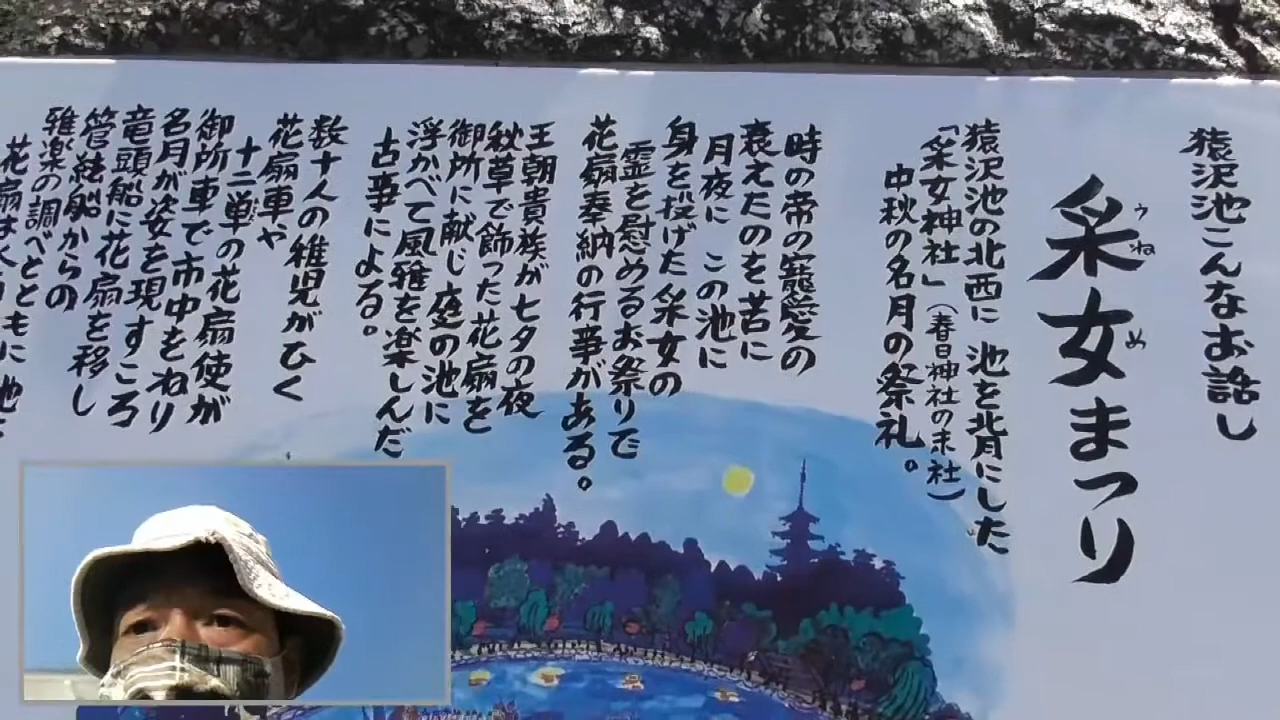 猿沢池こんなお話し
采女まつり
うねめ
猿沢池の北西に 池を背にした
「采女神社」(春日神社の末社)
中秋の名月の祭礼。
時の帝の寵愛の
衰えたのを苦に
月夜に この池に
身を投げた 采女の
霊を慰めるお祭りで
花扇奉納の行事がある。
王朝貴族が七夕の夜
秋草で飾った花扇を
御所に献じ庭の池に
浮かべて風雅を楽しんだ
古事による。
数十人の稚児がひく
花扇車や
十二単の花扇使が
御所車で市中をねり
名月が姿を現すころ
竜頭船に花扇を移し
管絃船からの
雅楽の調べとともに
花扇は